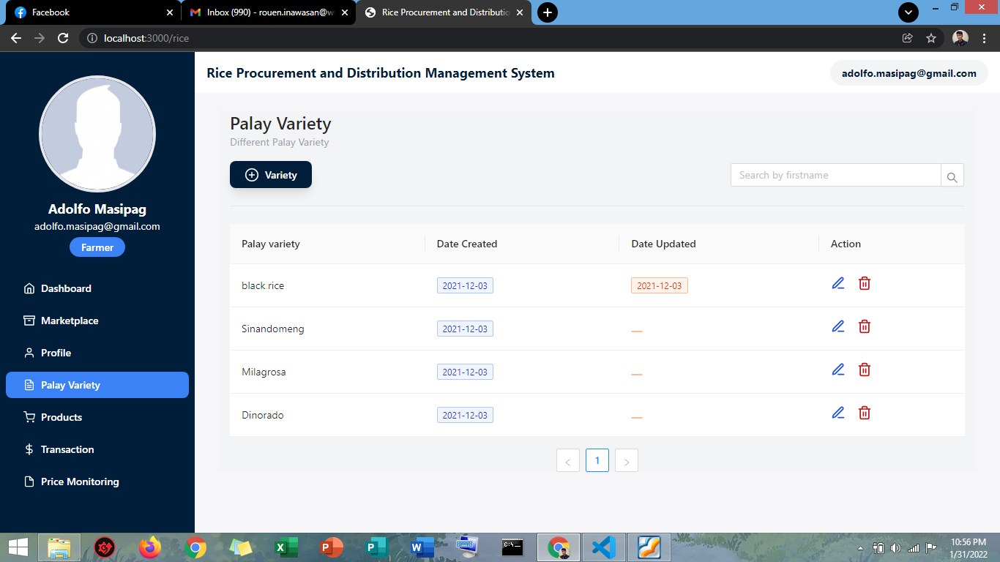 Facebook
Inbox (990) - rouen.inawasan@w
Rice Procurement and Distributio
localhost:3000/rice
Rice Procurement and Distribution Management System
adolfo.masipag@gmail.com
Adolfo Masipag
adolfo.masipag@gmail.com
Farmer
Dashboard
Marketplace
Profile
Palay Variety
Products
Transaction
Price Monitoring
Palay Variety
Different Palay Variety
Variety
Search by firstname
Palay variety Date Created Date Updated Action
black rice 2021-12-03 2021-12-03
Sinandomeng 2021-12-03
Milagrosa 2021-12-03
Dinorado 2021-12-03
< 1 >
10:56 PM
1/31/2022